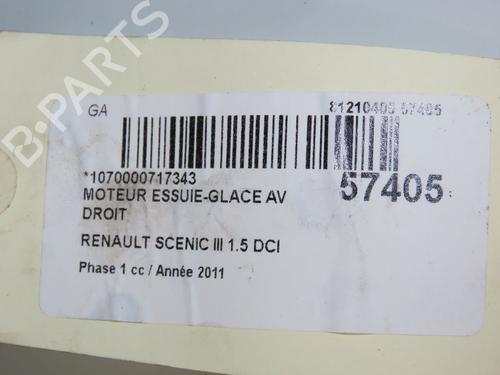 GA
81210405 57405
*1070000717343
57405
MOTEUR ESSUIE-GLACE AV
DROIT
RENAULT SCENIC III 1.5 DCI
Phase 1 cc / Année 2011
B-PARTS